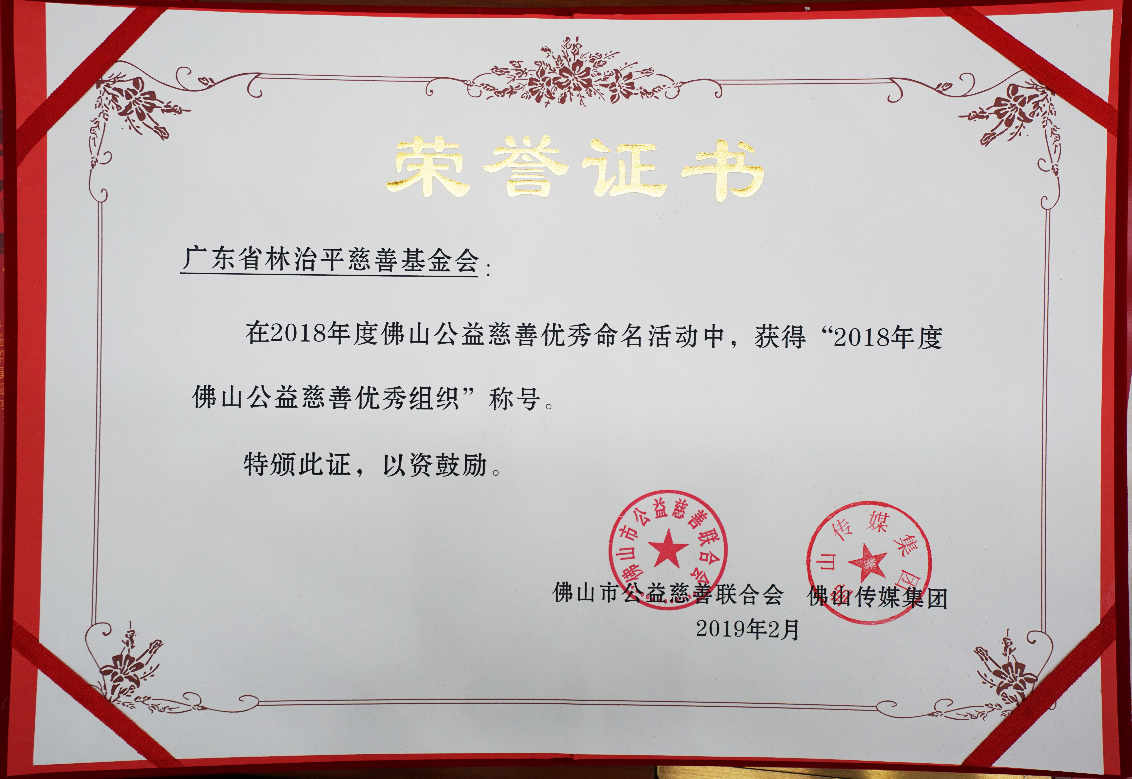 荣誉证书
广东省林治平慈善基金会：
在2018年度佛山公益慈善优秀命名活动中，获得“2018年度
佛山公益慈善优秀组织”称号。
特颁此证，以资鼓励。
佛山市公益慈善联合会
佛山传媒集团
佛山市公益慈善联合会 佛山传媒集团
2019年2月